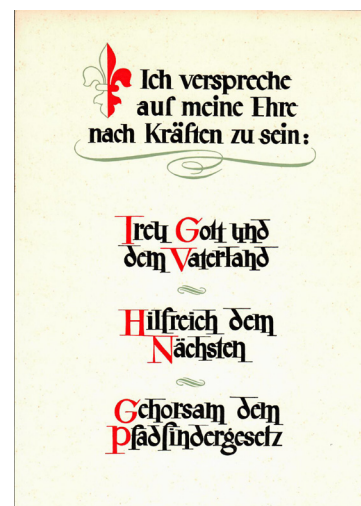 Ich verspreche
auf meine Ehre
nach Kräften zu sein:
Treu Gott und
dem Vaterland
Hilfreich dem
Nächsten
Gehorsam dem
Pfadfindergesetz